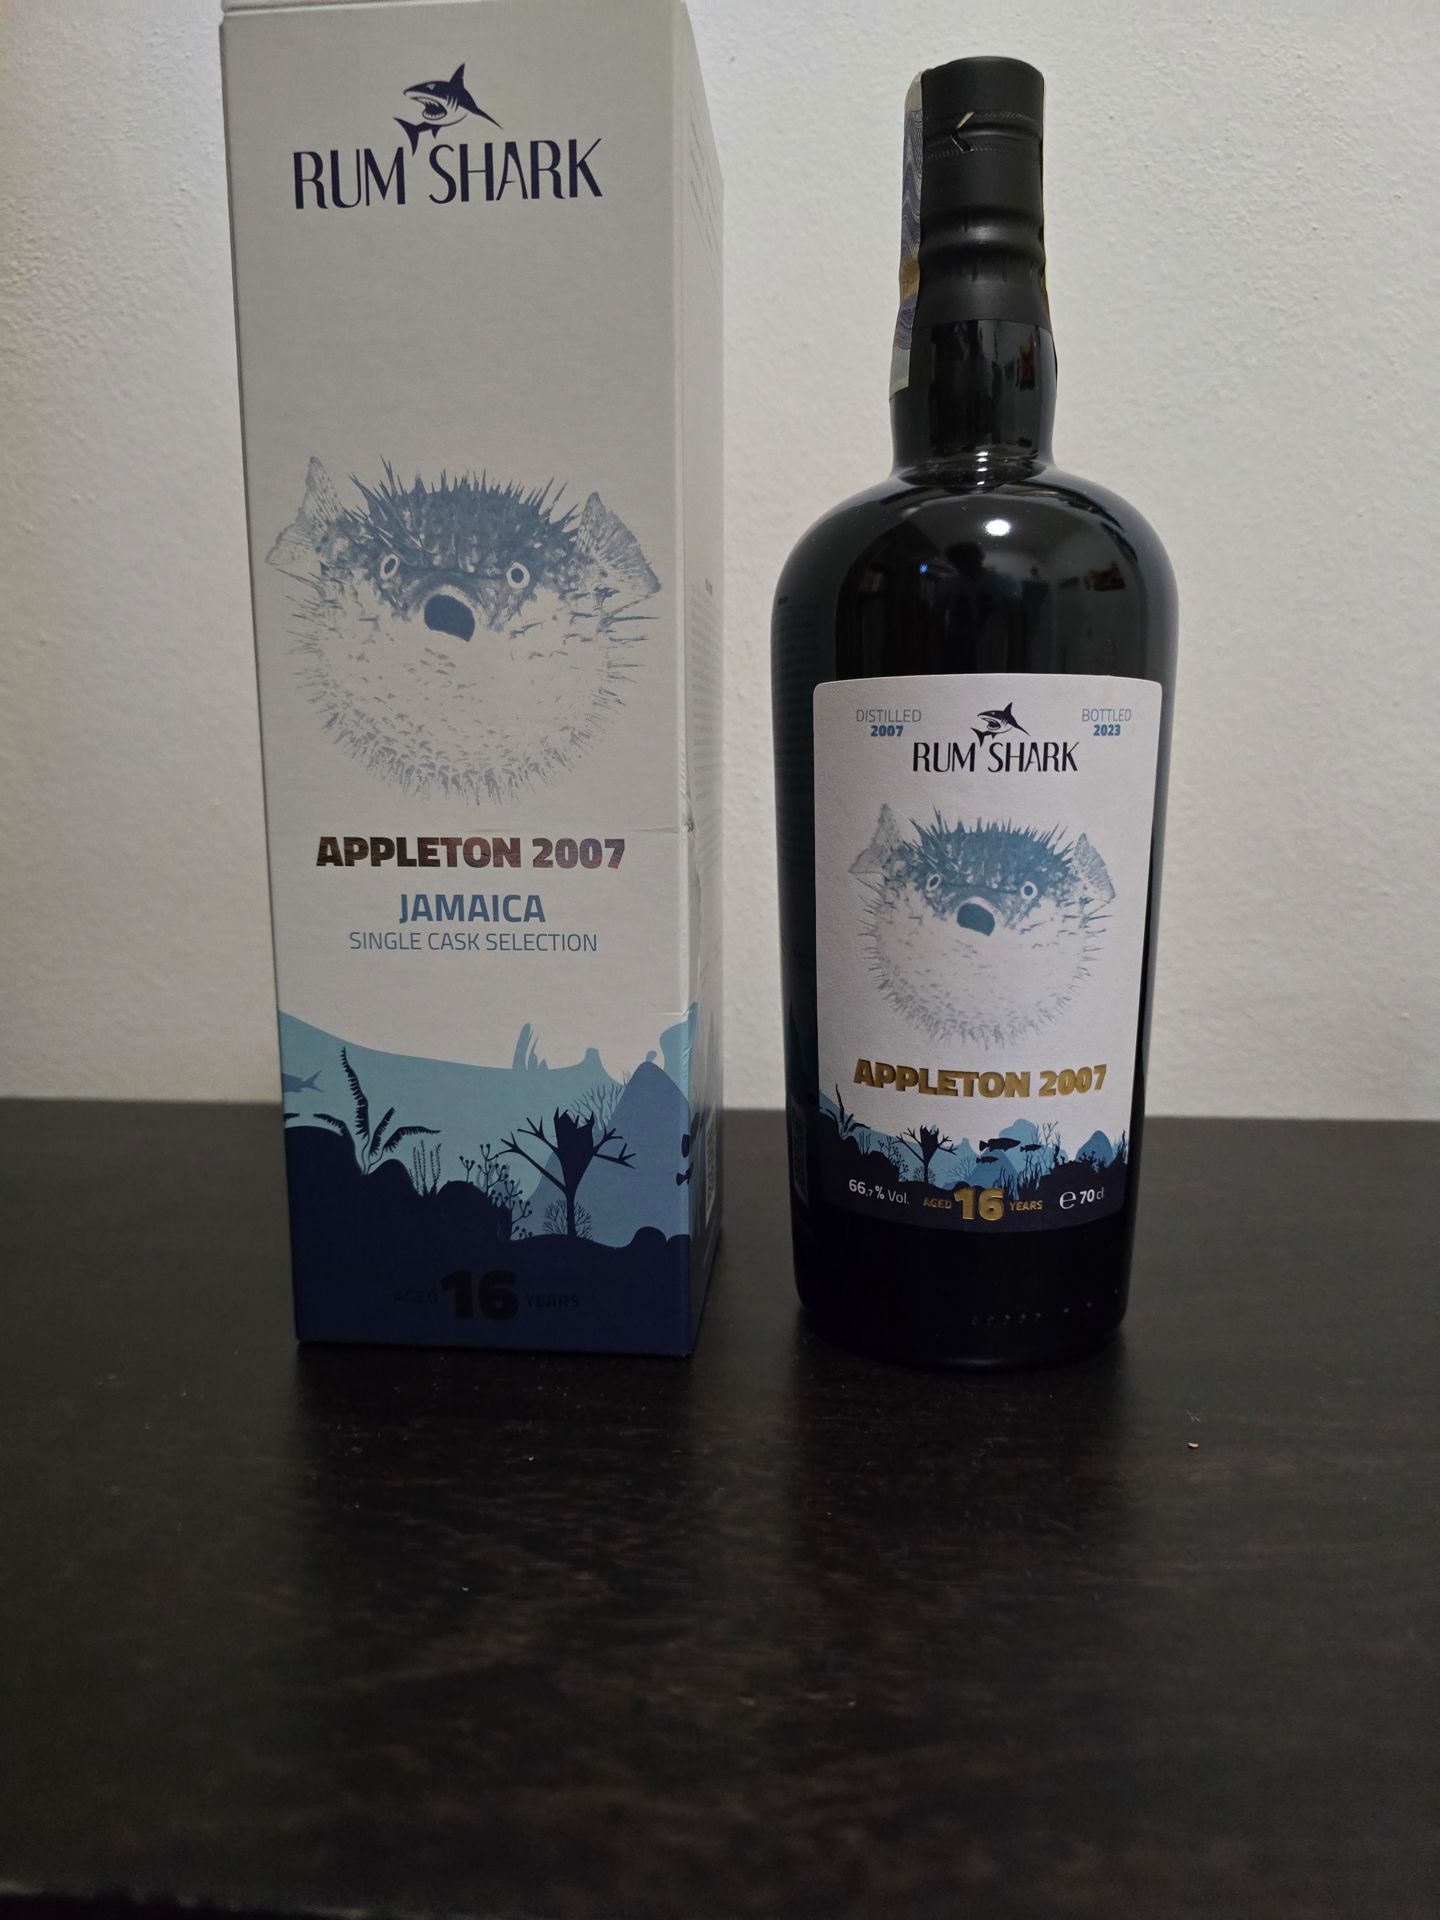 RUM SHARK
APPLETON 2007
JAMAICA
SINGLE CASK SELECTION
AGED 16 YEARS
DISTILLED
2007
BOTTLED
2023
RUM SHARK
APPLETON 2007
66,7% Vol.
AGED 16 YEARS
℮ 70 cl